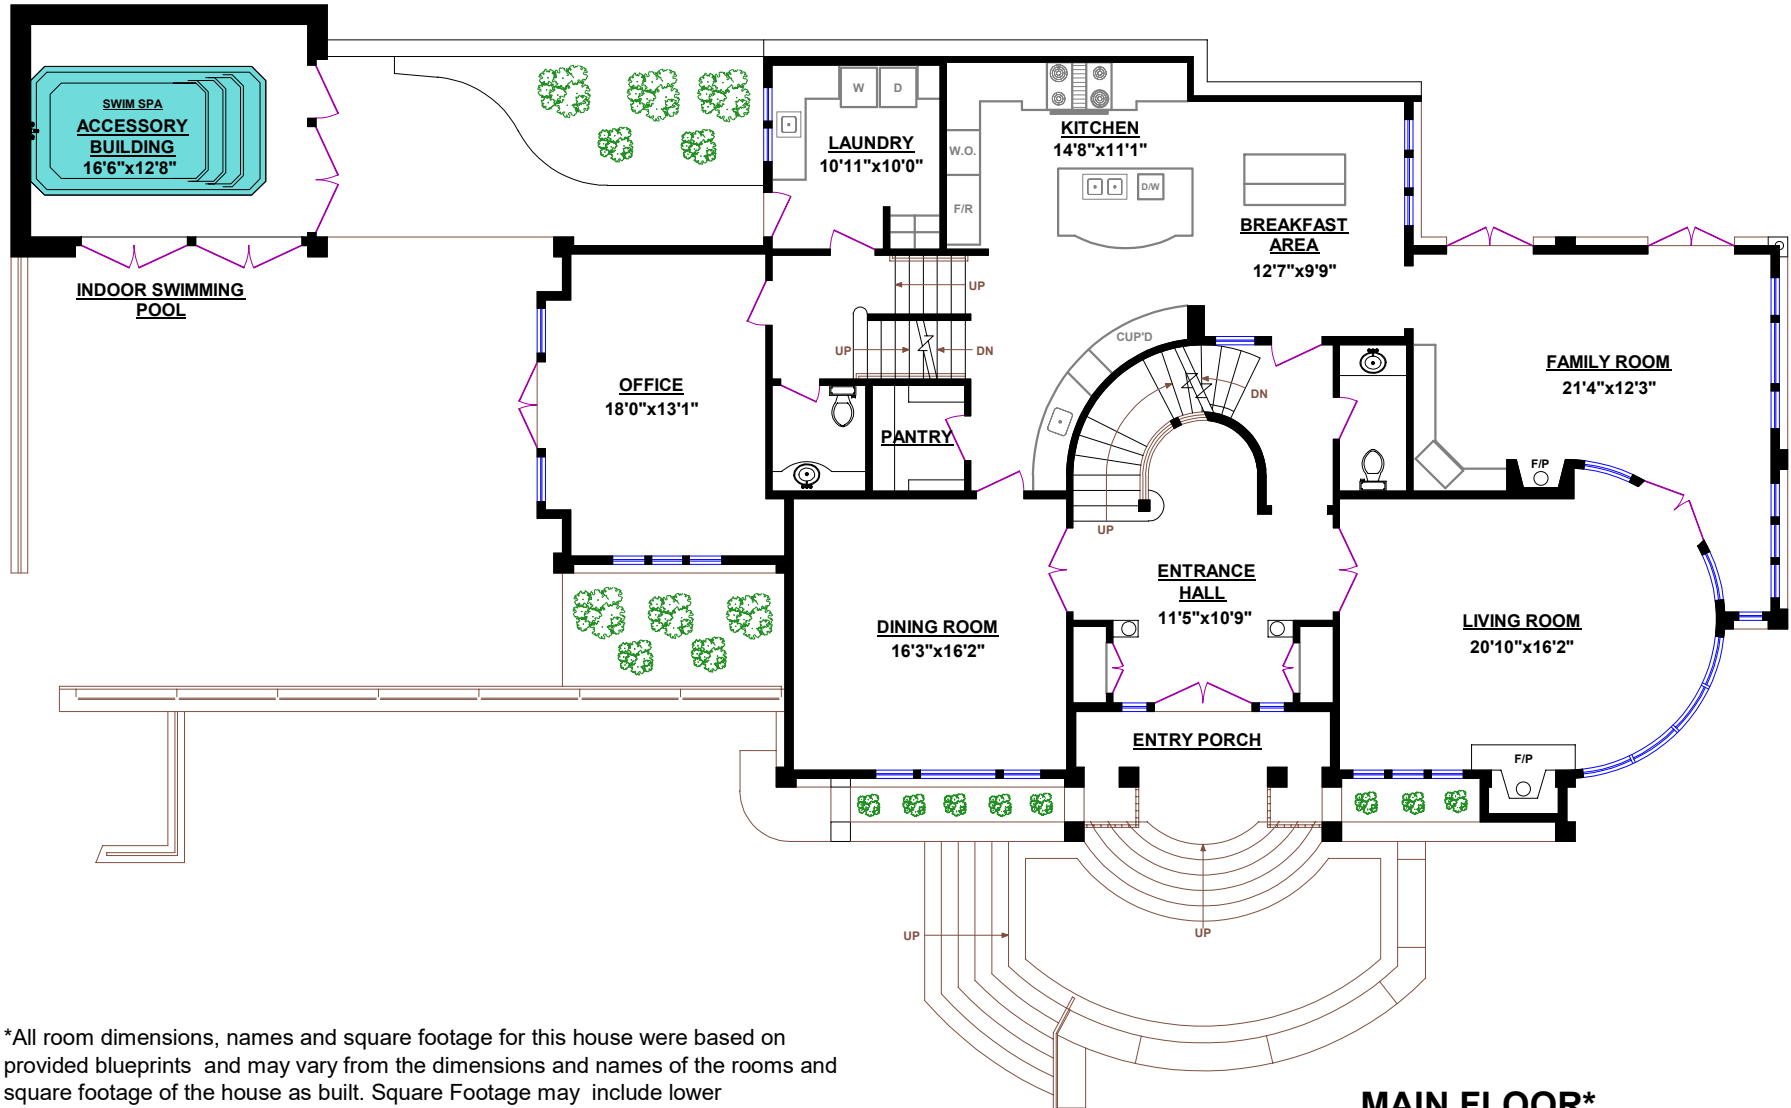 SWIM SPA
ACCESSORY
BUILDING
16'6"x12'8"
INDOOR SWIMMING
POOL
W
D
LAUNDRY
10'11"x10'0"
KITCHEN
14'8"x11'1"
W.O.
F/R
D/W
BREAKFAST
AREA
12'7"x9'9"
UP
UP
DN
CUP'D
DN
UP
OFFICE
18'0"x13'1"
PANTRY
FAMILY ROOM
21'4"x12'3"
F/P
ENTRANCE
HALL
11'5"x10'9"
DINING ROOM
16'3"x16'2"
LIVING ROOM
20'10"x16'2"
ENTRY PORCH
F/P
UP
UP
*All room dimensions, names and square footage for this house were based on
provided blueprints and may vary from the dimensions and names of the rooms and
square footage of the house as built. Square Footage may include lower
MAIN FLOOR*